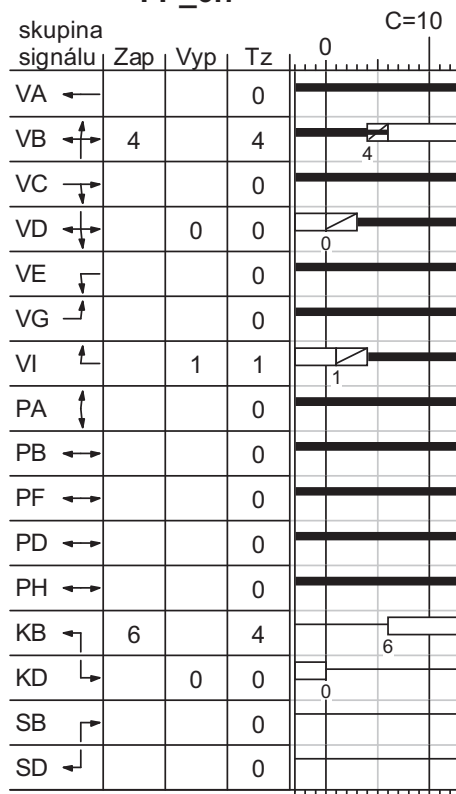 C=10
skupina
signálu Zap Vyp Tz 0
VA 0
VB 4 4 4
VC 0
VD 0 0 0
VE 0
VG 0
VI 1 1 1
PA 0
PB 0
PF 0
PD 0
PH 0
KB 6 4 6
KD 0 0 0
SB 0
SD 0